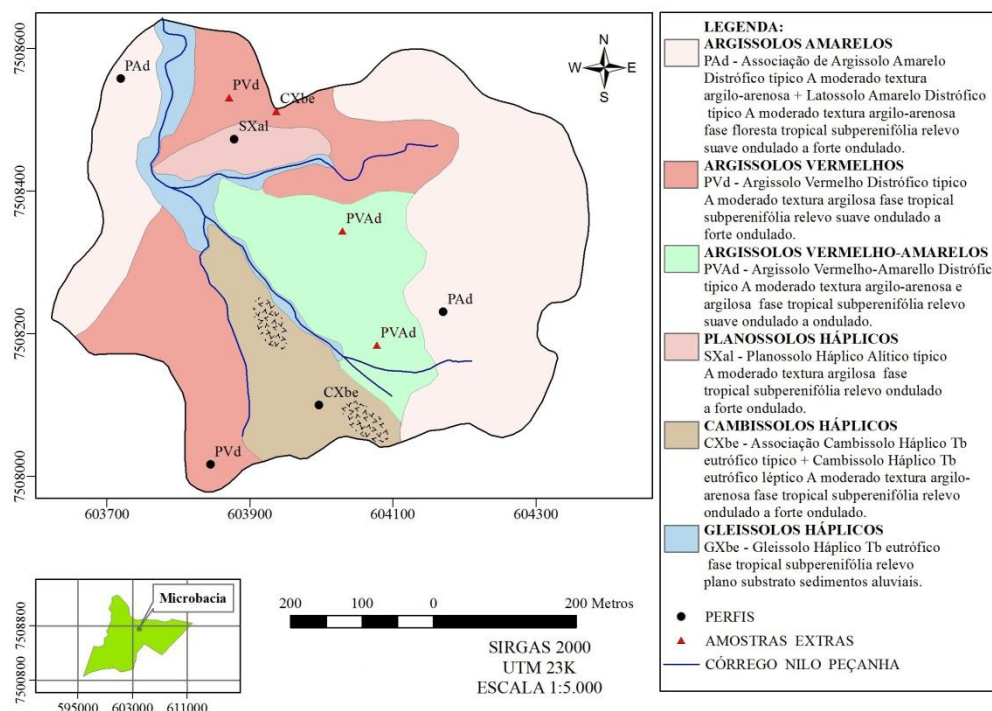 7508600
7508400
7508200
7508000
603700
603900
604100
604300
N
W
E
S
PAd
PVd
CXbe
SXal
PVAd
PAd
PVAd
CXbe
PVd
LEGENDA:
ARGISSOLOS AMARELOS
PAd - Associação de Argissolo Amarelo
Distrófico típico A moderado textura
argilo-arenosa + Latossolo Amarelo Distrófico
típico A moderado textura argilo-arenosa
fase floresta tropical subperenifólia relevo
suave ondulado a forte ondulado.
ARGISSOLOS VERMELHOS
PVd - Argissolo Vermelho Distrófico típico
A moderado textura argilosa fase tropical
subperenifólia relevo suave ondulado a
forte ondulado.
ARGISSOLOS VERMELHO-AMARELOS
PVAd - Argissolo Vermelho-Amarello Distrófic
típico A moderado textura argilo-arenosa e
argilosa fase tropical subperenifólia relevo
suave ondulado a ondulado.
PLANOSSOLOS HÁPLICOS
SXal - Planossolo Háplico Alítico típico
A moderado textura argilosa fase
tropical subperenifólia relevo ondulado
a forte ondulado.
CAMBISSOLOS HÁPLICOS
CXbe - Associação Cambissolo Háplico Tb
eutrófico típico + Cambissolo Háplico Tb
eutrófico léptico A moderado textura argilo-
arenosa fase tropical subperenifólia relevo
ondulado a forte ondulado.
GLEISSOLOS HÁPLICOS
GXbe - Gleissolo Háplico Tb eutrófico
fase tropical subperenifólia relevo
plano substrato sedimentos aluviais.
PERFIS
AMOSTRAS EXTRAS
CÓRREGO NILO PEÇANHA
Microbacia
7508800
7500800
595000
603000
611000
200
100
0
200 Metros
SIRGAS 2000
UTM 23K
ESCALA 1:5.000